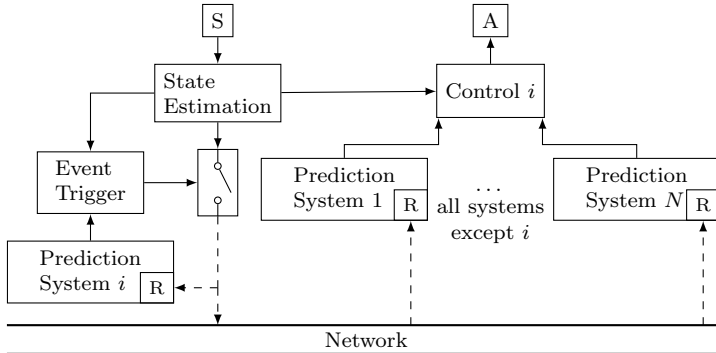 S
A
State
Estimation
Control i
Event
Trigger
Prediction
System 1
R
...
all systems
except i
Prediction
System N
R
Prediction
System i
R
Network